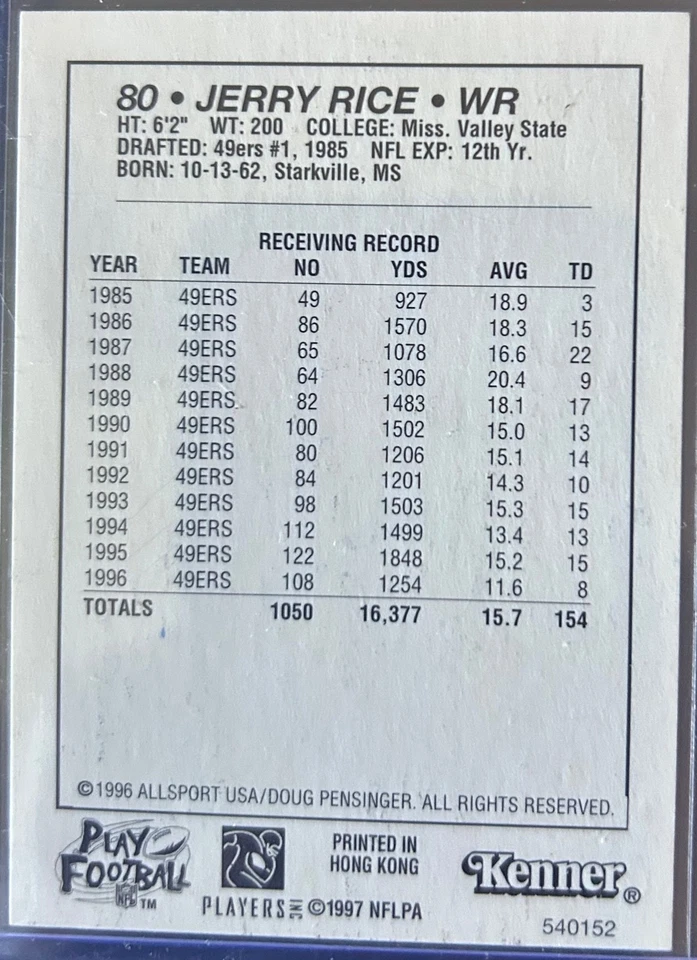 80 • JERRY RICE • WR
HT: 6'2" WT: 200 COLLEGE: Miss. Valley State
DRAFTED: 49ers #1, 1985 NFL EXP: 12th Yr.
BORN: 10-13-62, Starkville, MS
RECEIVING RECORD
YEAR TEAM NO YDS AVG TD
1985 49ERS 49 927 18.9 3
1986 49ERS 86 1570 18.3 15
1987 49ERS 65 1078 16.6 22
1988 49ERS 64 1306 20.4 9
1989 49ERS 82 1483 18.1 17
1990 49ERS 100 1502 15.0 13
1991 49ERS 80 1206 15.1 14
1992 49ERS 84 1201 14.3 10
1993 49ERS 98 1503 15.3 15
1994 49ERS 112 1499 13.4 13
1995 49ERS 122 1848 15.2 15
1996 49ERS 108 1254 11.6 8
TOTALS 1050 16,377 15.7 154
©1996 ALLSPORT USA/DOUG PENSINGER. ALL RIGHTS RESERVED.
PLAY
FOOTBALL
NFL TM
PLAYERS INC ©1997 NFLPA
PRINTED IN
HONG KONG
Kenner®
540152